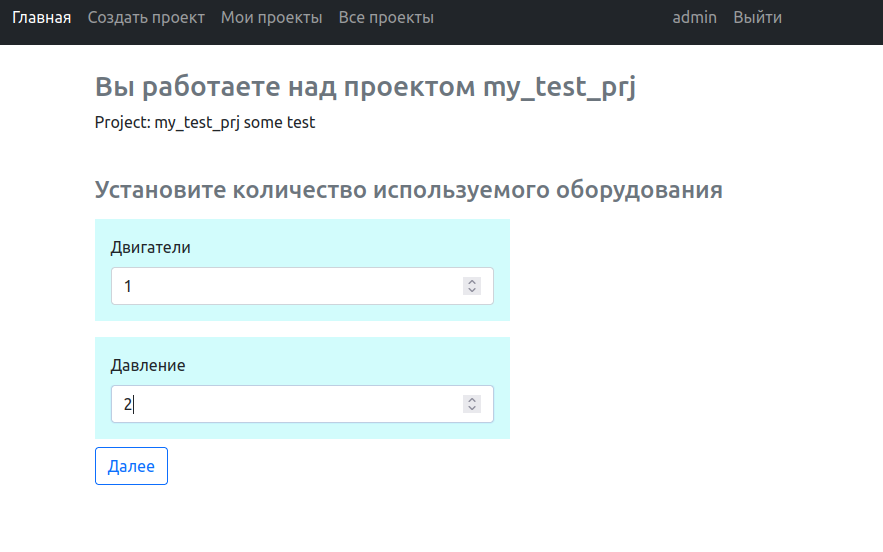 Главная Создать проект Мои проекты Все проекты admin Выйти
Вы работаете над проектом my_test_prj
Project: my_test_prj some test
Установите количество используемого оборудования
Двигатели
1
Давление
2
Далее